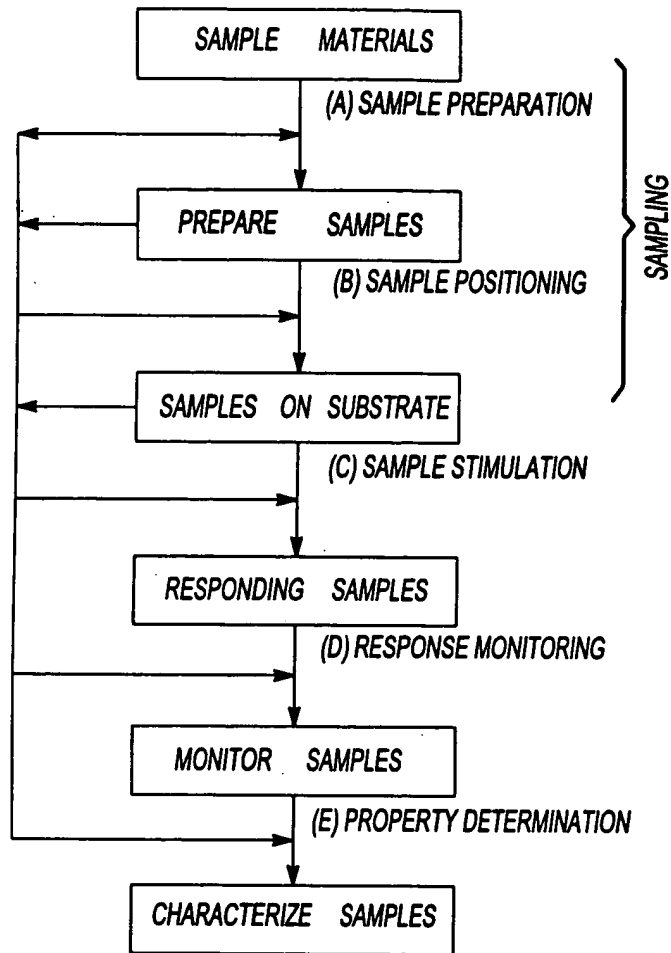 SAMPLE MATERIALS
(A) SAMPLE PREPARATION
PREPARE SAMPLES
(B) SAMPLE POSITIONING
SAMPLES ON SUBSTRATE
(C) SAMPLE STIMULATION
RESPONDING SAMPLES
(D) RESPONSE MONITORING
MONITOR SAMPLES
(E) PROPERTY DETERMINATION
CHARACTERIZE SAMPLES
SAMPLING